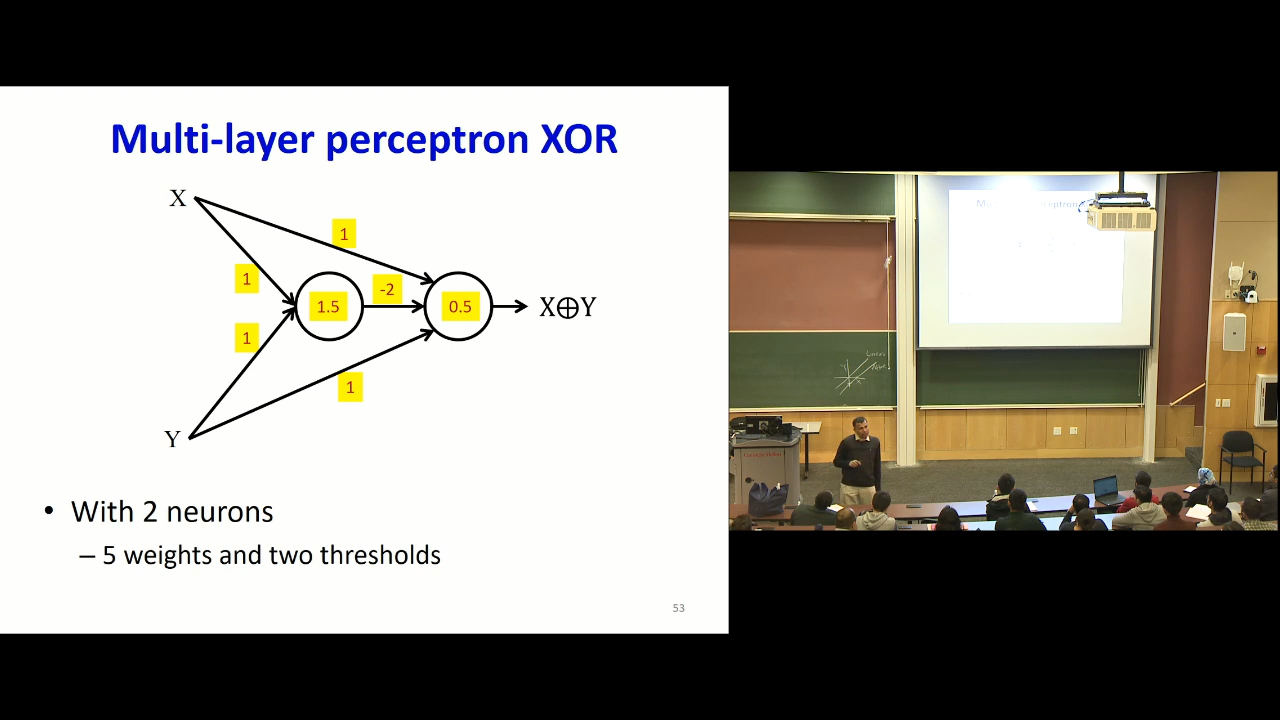 Multi-layer perceptron XOR
X
1
1
-2
1.5
0.5
X⊕Y
1
1
Y
• With 2 neurons
– 5 weights and two thresholds
53